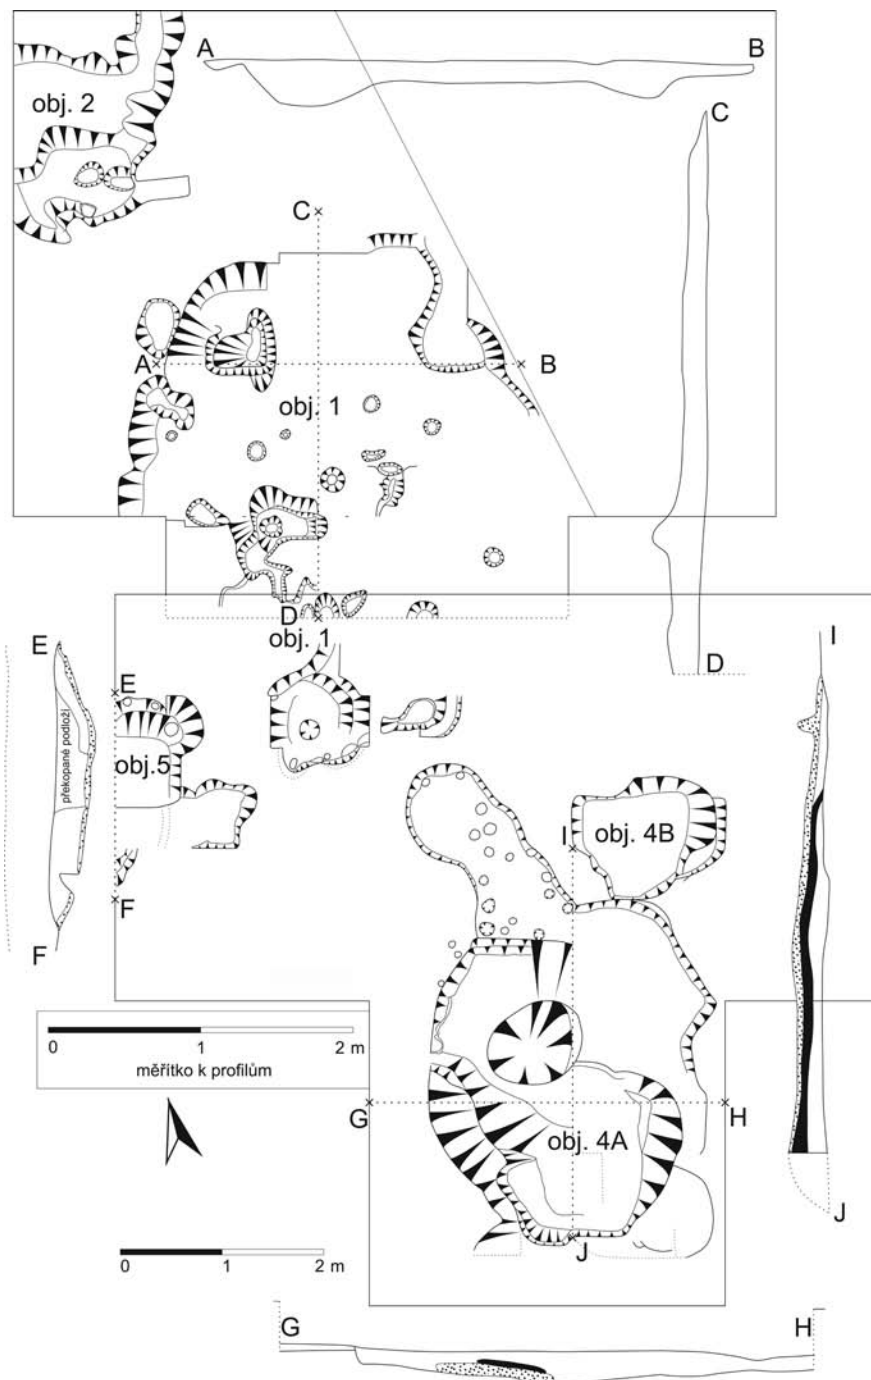 A
B
obj. 2
C
C
A
B
obj. 1
D
obj. 1
D
E
I
E
překopané podloží
obj.5
I
obj. 4B
F
F
0 1 2 m
měřítko k profilům
G
H
obj. 4A
J
J
0 1 2 m
G
H